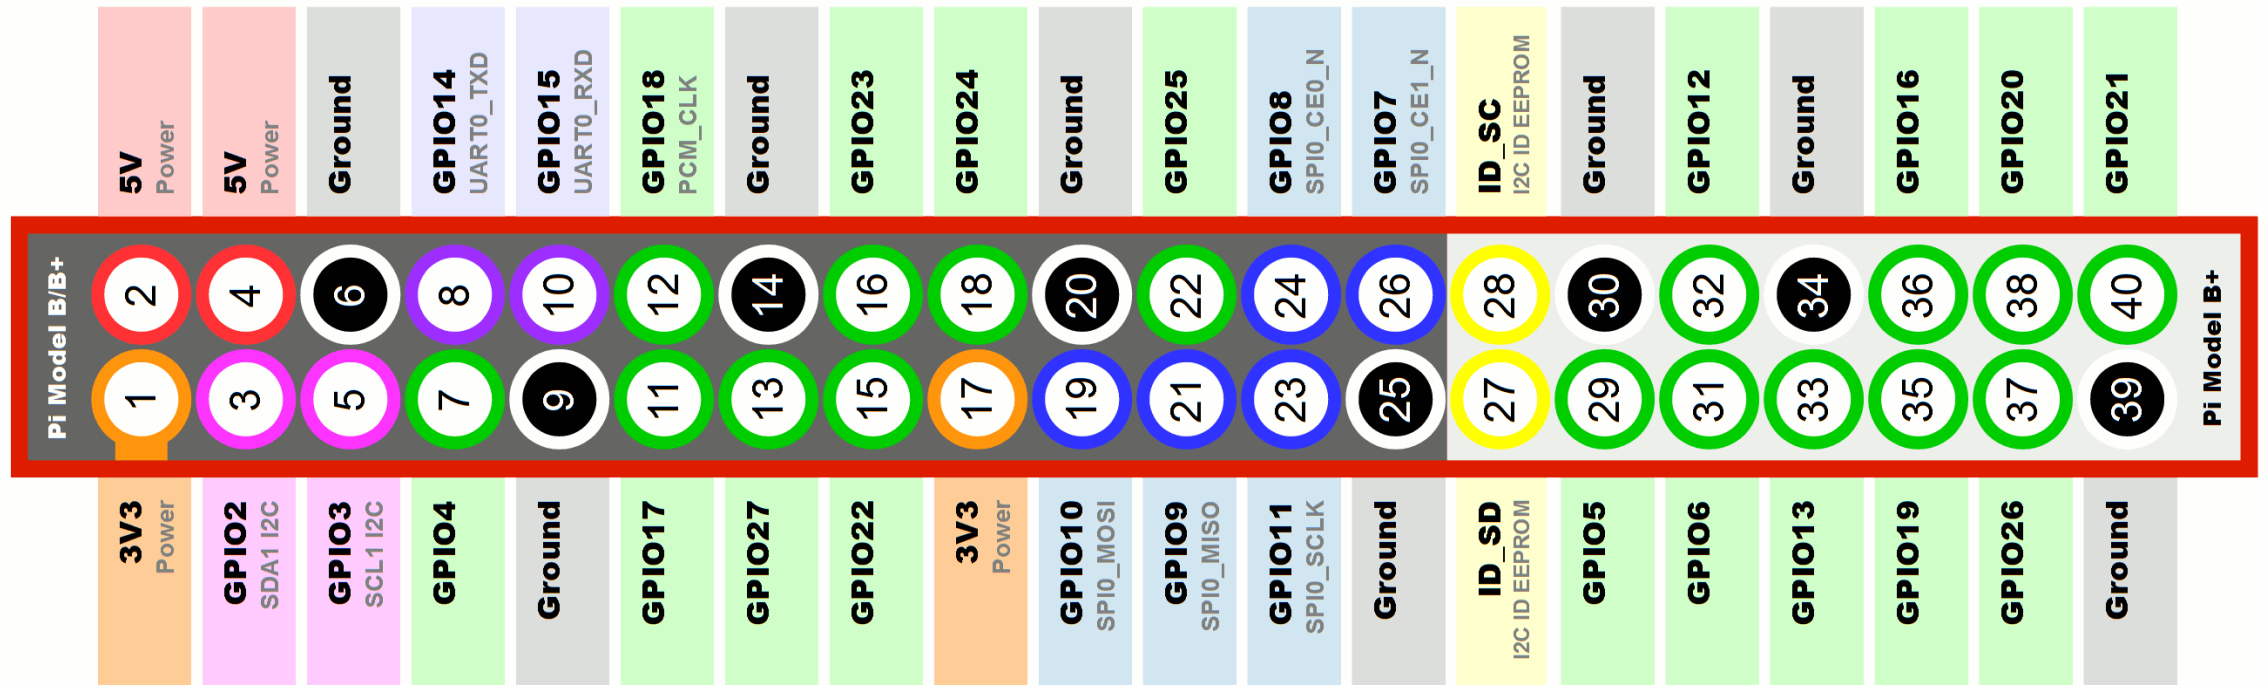 5V
Power
5V
Power
Ground
GPIO14
UART0_TXD
GPIO15
UART0_RXD
GPIO18
PCM_CLK
Ground
GPIO23
GPIO24
Ground
GPIO25
GPIO8
SPI0_CE0_N
GPIO7
SPI0_CE1_N
ID_SC
I2C ID EEPROM
Ground
GPIO12
Ground
GPIO16
GPIO20
GPIO21
Pi Model B/B+
2
4
6
8
10
12
14
16
18
20
22
24
26
28
30
32
34
36
38
40
1
3
5
7
9
11
13
15
17
19
21
23
25
27
29
31
33
35
37
39
Pi Model B+
3V3
Power
GPIO2
SDA1 I2C
GPIO3
SCL1 I2C
GPIO4
Ground
GPIO17
GPIO27
GPIO22
3V3
Power
GPIO10
SPI0_MOSI
GPIO9
SPI0_MISO
GPIO11
SPI0_SCLK
Ground
ID_SD
I2C ID EEPROM
GPIO5
GPIO6
GPIO13
GPIO19
GPIO26
Ground